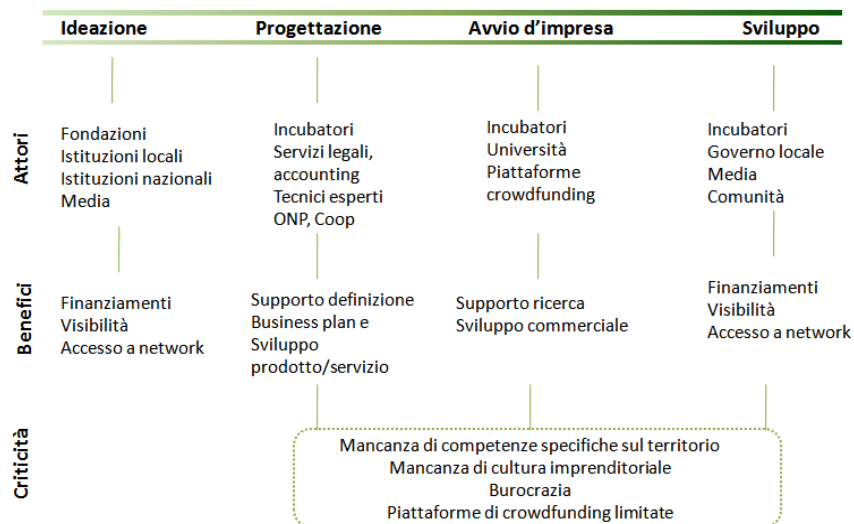 Ideazione
Progettazione
Avvio d'impresa
Sviluppo
Attori
Fondazioni
Istituzioni locali
Istituzioni nazionali
Media
Incubatori
Servizi legali,
accounting
Tecnici esperti
ONP, Coop
Incubatori
Università
Piattaforme
crowdfunding
Incubatori
Governo locale
Media
Comunità
Benefici
Finanziamenti
Visibilità
Accesso a network
Supporto definizione
Business plan e
Sviluppo
prodotto/servizio
Supporto ricerca
Sviluppo commerciale
Finanziamenti
Visibilità
Accesso a network
Criticità
Mancanza di competenze specifiche sul territorio
Mancanza di cultura imprenditoriale
Burocrazia
Piattaforme di crowdfunding limitate